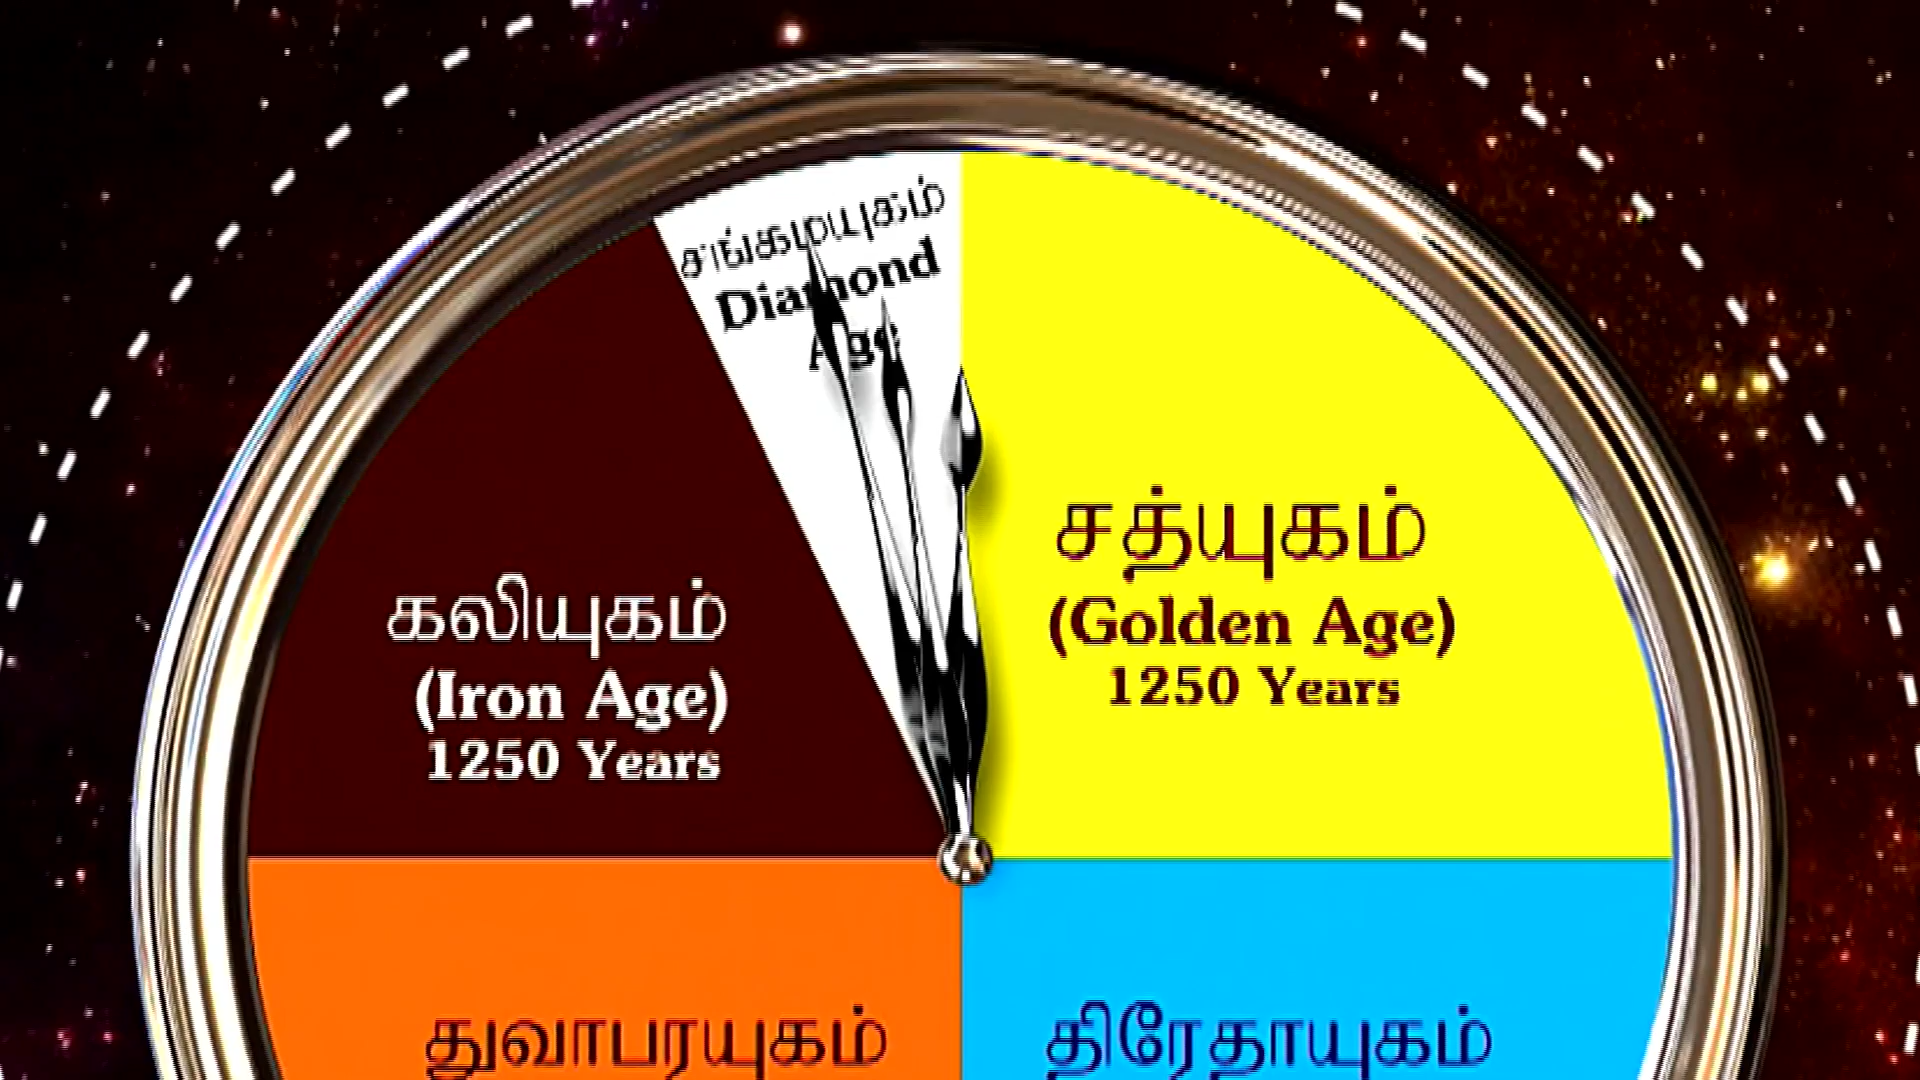 சங்கமயுகம்
Diamond
Age
சத்யுகம்
(Golden Age)
1250 Years
கலியுகம்
(Iron Age)
1250 Years
துவாபரயுகம்
திரேதாயுகம்